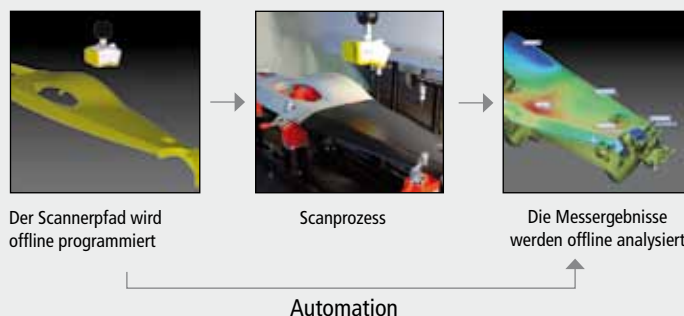 Der Scannerpfad wird
offline programmiert
Scanprozess
Die Messergebnisse
werden offline analysiert
Automation